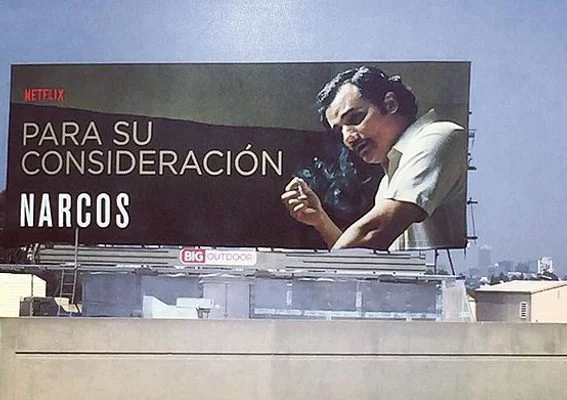 NETFLIX
PARA SU
CONSIDERACIÓN
NARCOS
BIG OUTDOOR